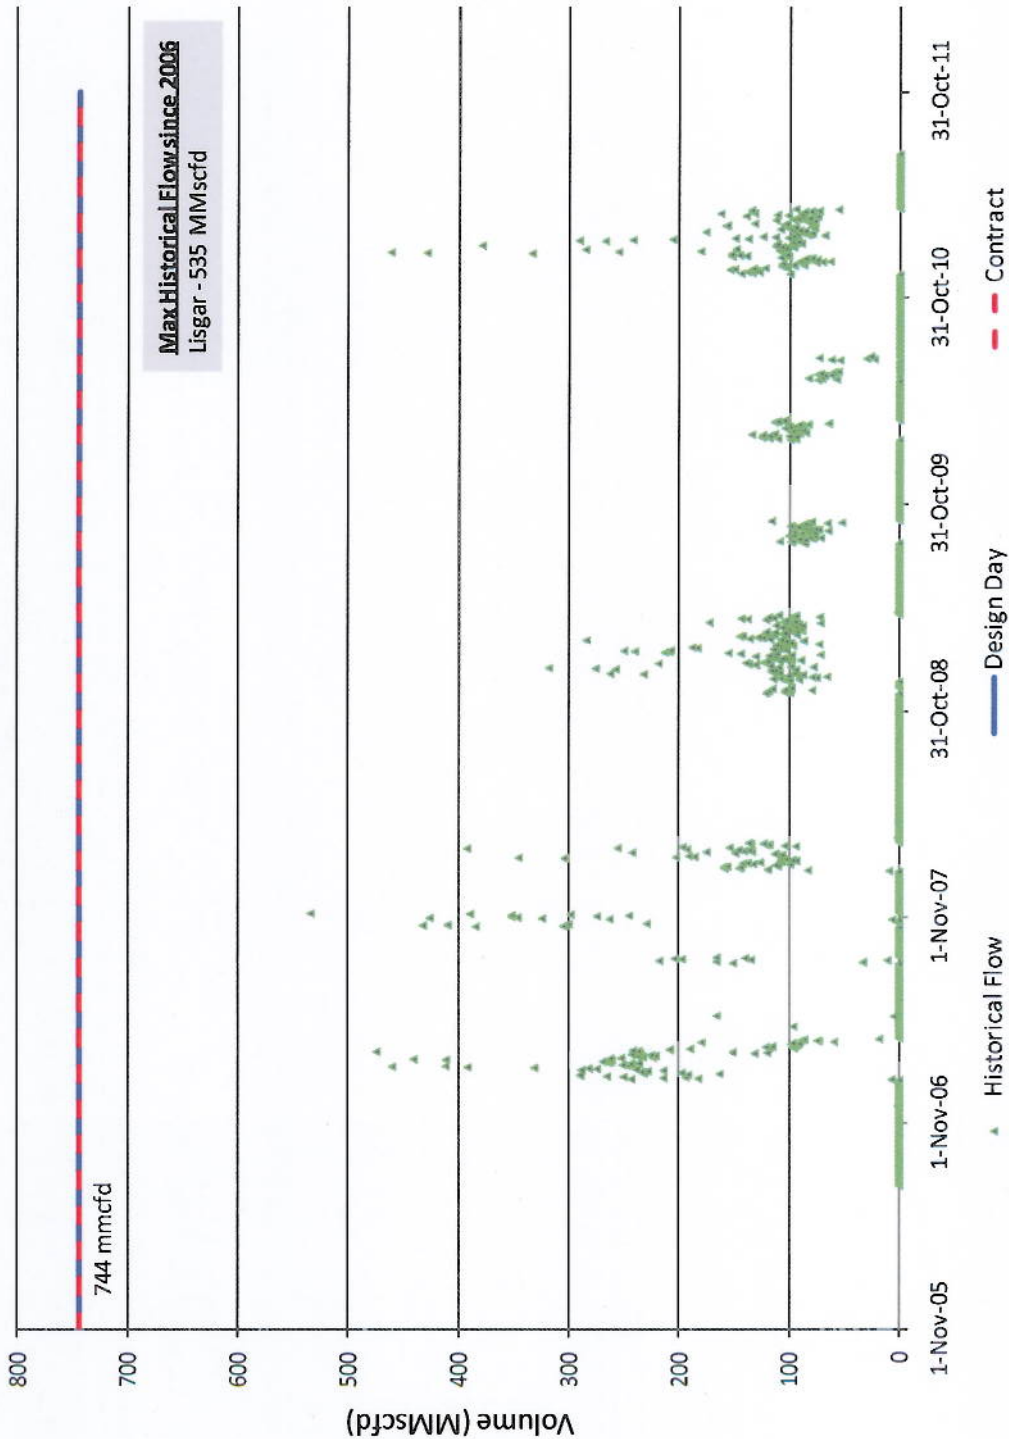 Max Historical Flow since 2006
Lisgar - 535 MMscfd
744 mmcfd
Volume (MMscfd)
800
700
600
500
400
300
200
100
0
1-Nov-05
1-Nov-06
1-Nov-07
31-Oct-08
31-Oct-09
31-Oct-10
31-Oct-11
Historical Flow
Design Day
Contract